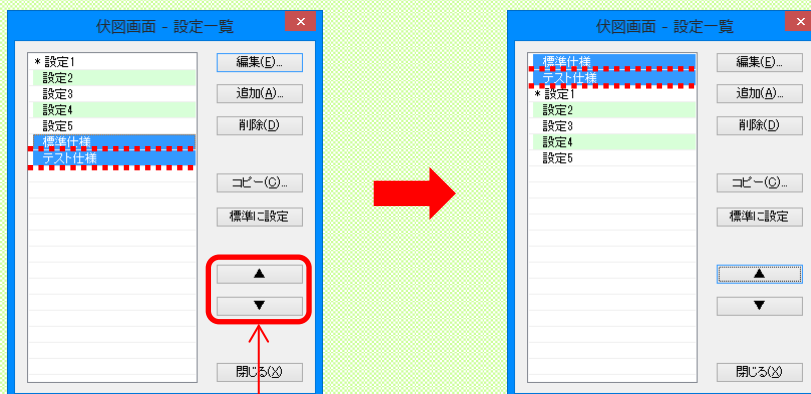 伏図画面 - 設定一覧
* 設定1
設定2
設定3
設定4
設定5
標準仕様
テスト仕様
編集(E)...
追加(A)...
削除(D)
コピー(C)...
標準に設定
▲
▼
閉じる(X)
伏図画面 - 設定一覧
標準仕様
テスト仕様
* 設定1
設定2
設定3
設定4
設定5
編集(E)...
追加(A)...
削除(D)
コピー(C)...
標準に設定
▲
▼
閉じる(X)